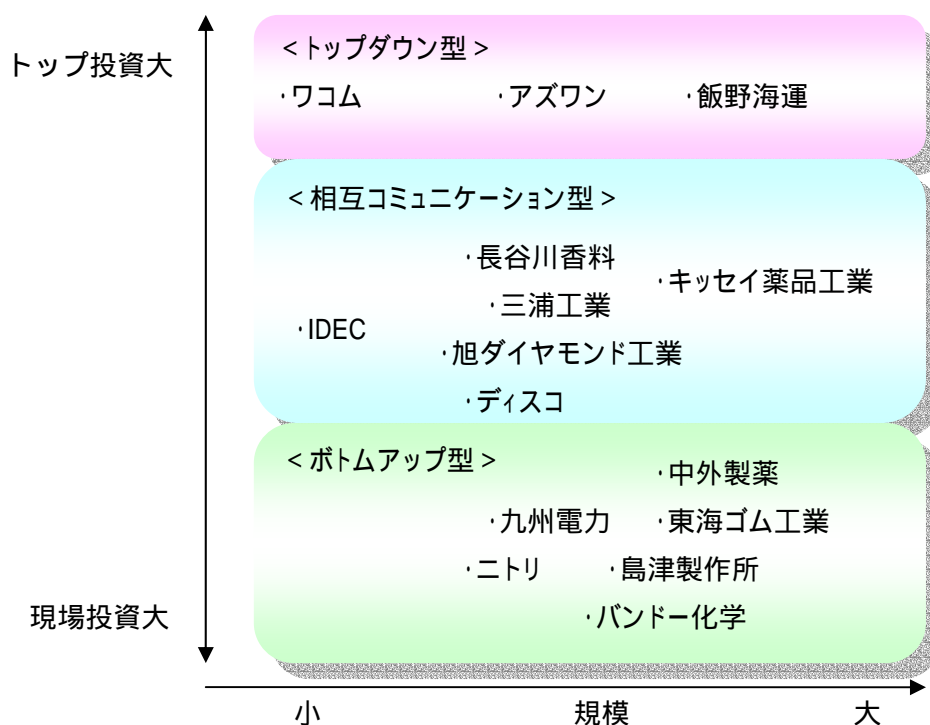 トップ投資大
＜トップダウン型＞
・ワコム ・アズワン ・飯野海運
＜相互コミュニケーション型＞
・長谷川香料
・キッセイ薬品工業
・三浦工業
・IDEC
・旭ダイヤモンド工業
・ディスコ
＜ボトムアップ型＞
・中外製薬
・九州電力 ・東海ゴム工業
・ニトリ ・島津製作所
現場投資大
・バンドー化学
小 規模 大